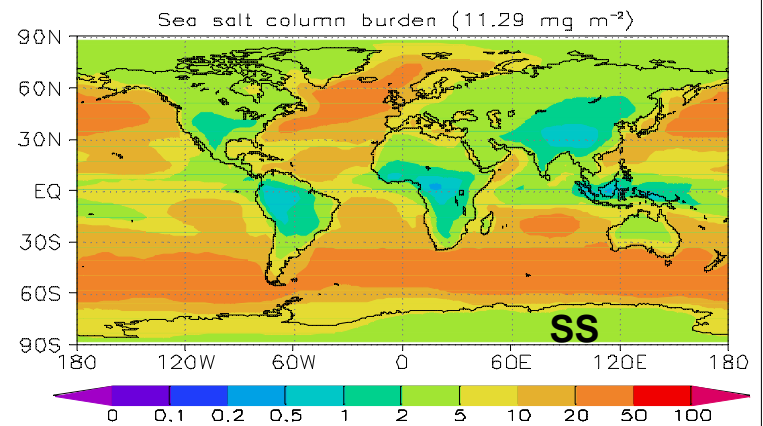 Sea salt column burden (11.29 mg m⁻²)
90N
60N
30N
EQ
30S
60S
90S
SS
180 120W 60W 0 60E 120E 180
0 0.1 0.2 0.5 1 2 5 10 20 50 100